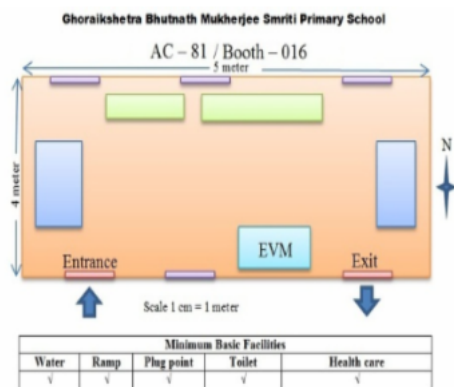 Ghoraikshetra Bhutnath Mukherjee Smriti Primary School
AC – 81 / Booth – 016
5 meter
4 meter
N
EVM
Entrance
Exit
Scale 1 cm = 1 meter
Minimum Basic Facilities
Water Ramp Plug point Toilet Health care
√ √ √ √ √